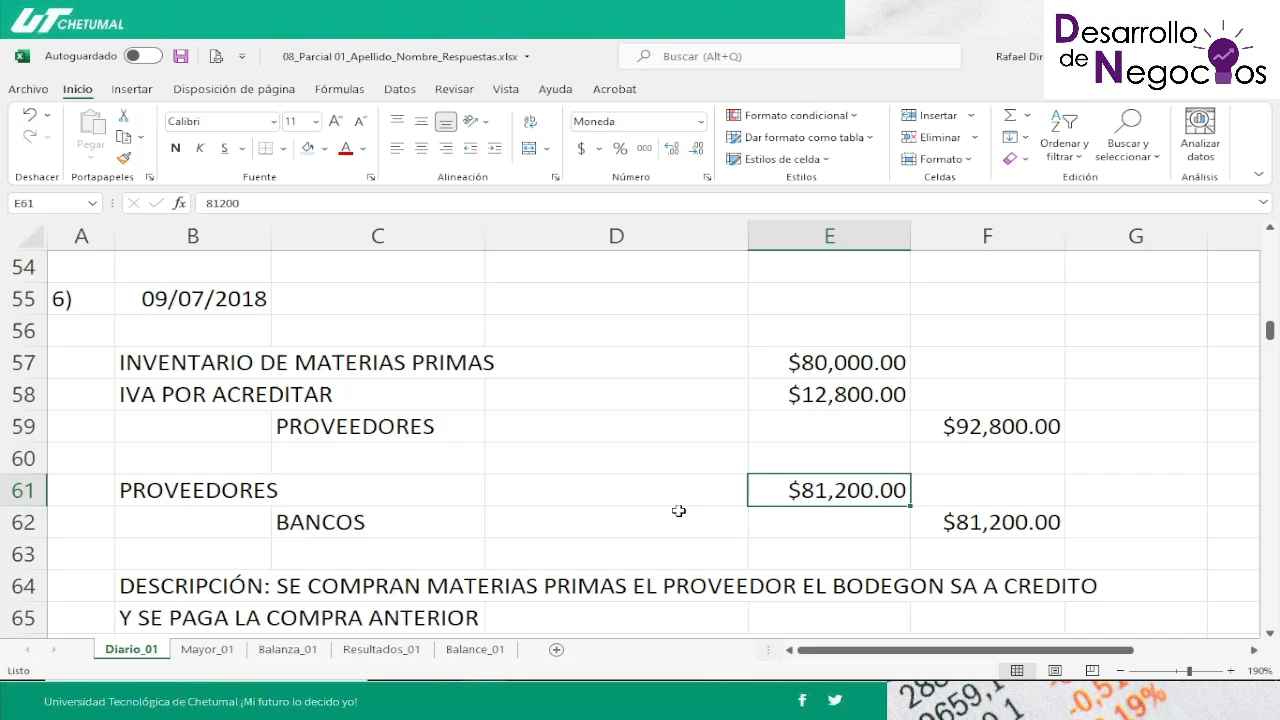 UT CHETUMAL
Desarrollo
de Negocios
Autoguardado
08_Parcial 01_Apellido_Nombre_Respuestas.xlsx
Buscar (Alt+Q)
Rafael Dir
Archivo Inicio Insertar Disposición de página Fórmulas Datos Revisar Vista Ayuda Acrobat
Pegar
Calibri 11
N K S
Moneda
$ % 000
Formato condicional
Dar formato como tabla
Estilos de celda
Insertar
Eliminar
Formato
Ordenar y
filtrar
Buscar y
seleccionar
Analizar
datos
Deshacer Portapapeles Fuente Alineación Número Estilos Celdas Edición Análisis
E61 fx 81200
A B C D E F G
54
55 6) 09/07/2018
56
57 INVENTARIO DE MATERIAS PRIMAS $80,000.00
58 IVA POR ACREDITAR $12,800.00
59 PROVEEDORES $92,800.00
60
61 PROVEEDORES $81,200.00
62 BANCOS $81,200.00
63
64 DESCRIPCIÓN: SE COMPRAN MATERIAS PRIMAS EL PROVEEDOR EL BODEGON SA A CREDITO
65 Y SE PAGA LA COMPRA ANTERIOR
Diario_01 Mayor_01 Balanza_01 Resultados_01 Balance_01
Listo
190%
Universidad Tecnológica de Chetumal ¡Mi futuro lo decido yo!